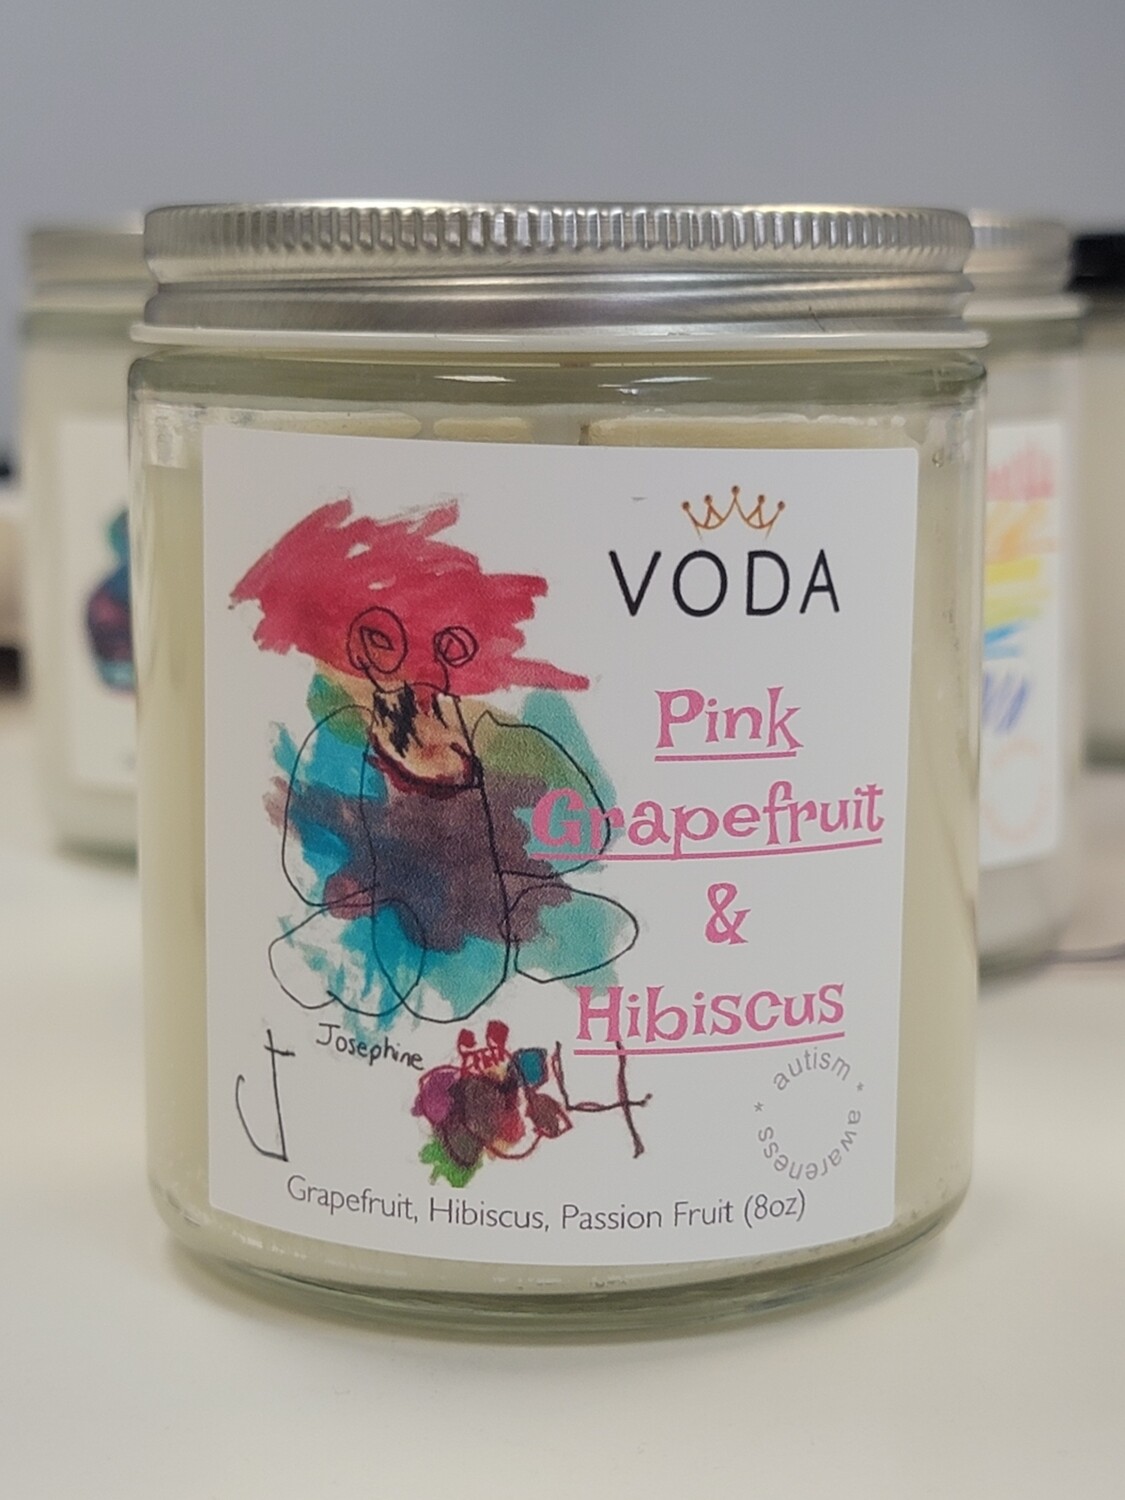 VODA
Pink
Grapefruit
&
Hibiscus
Josephine
J
4
* autism * awareness
Grapefruit, Hibiscus, Passion Fruit (8oz)